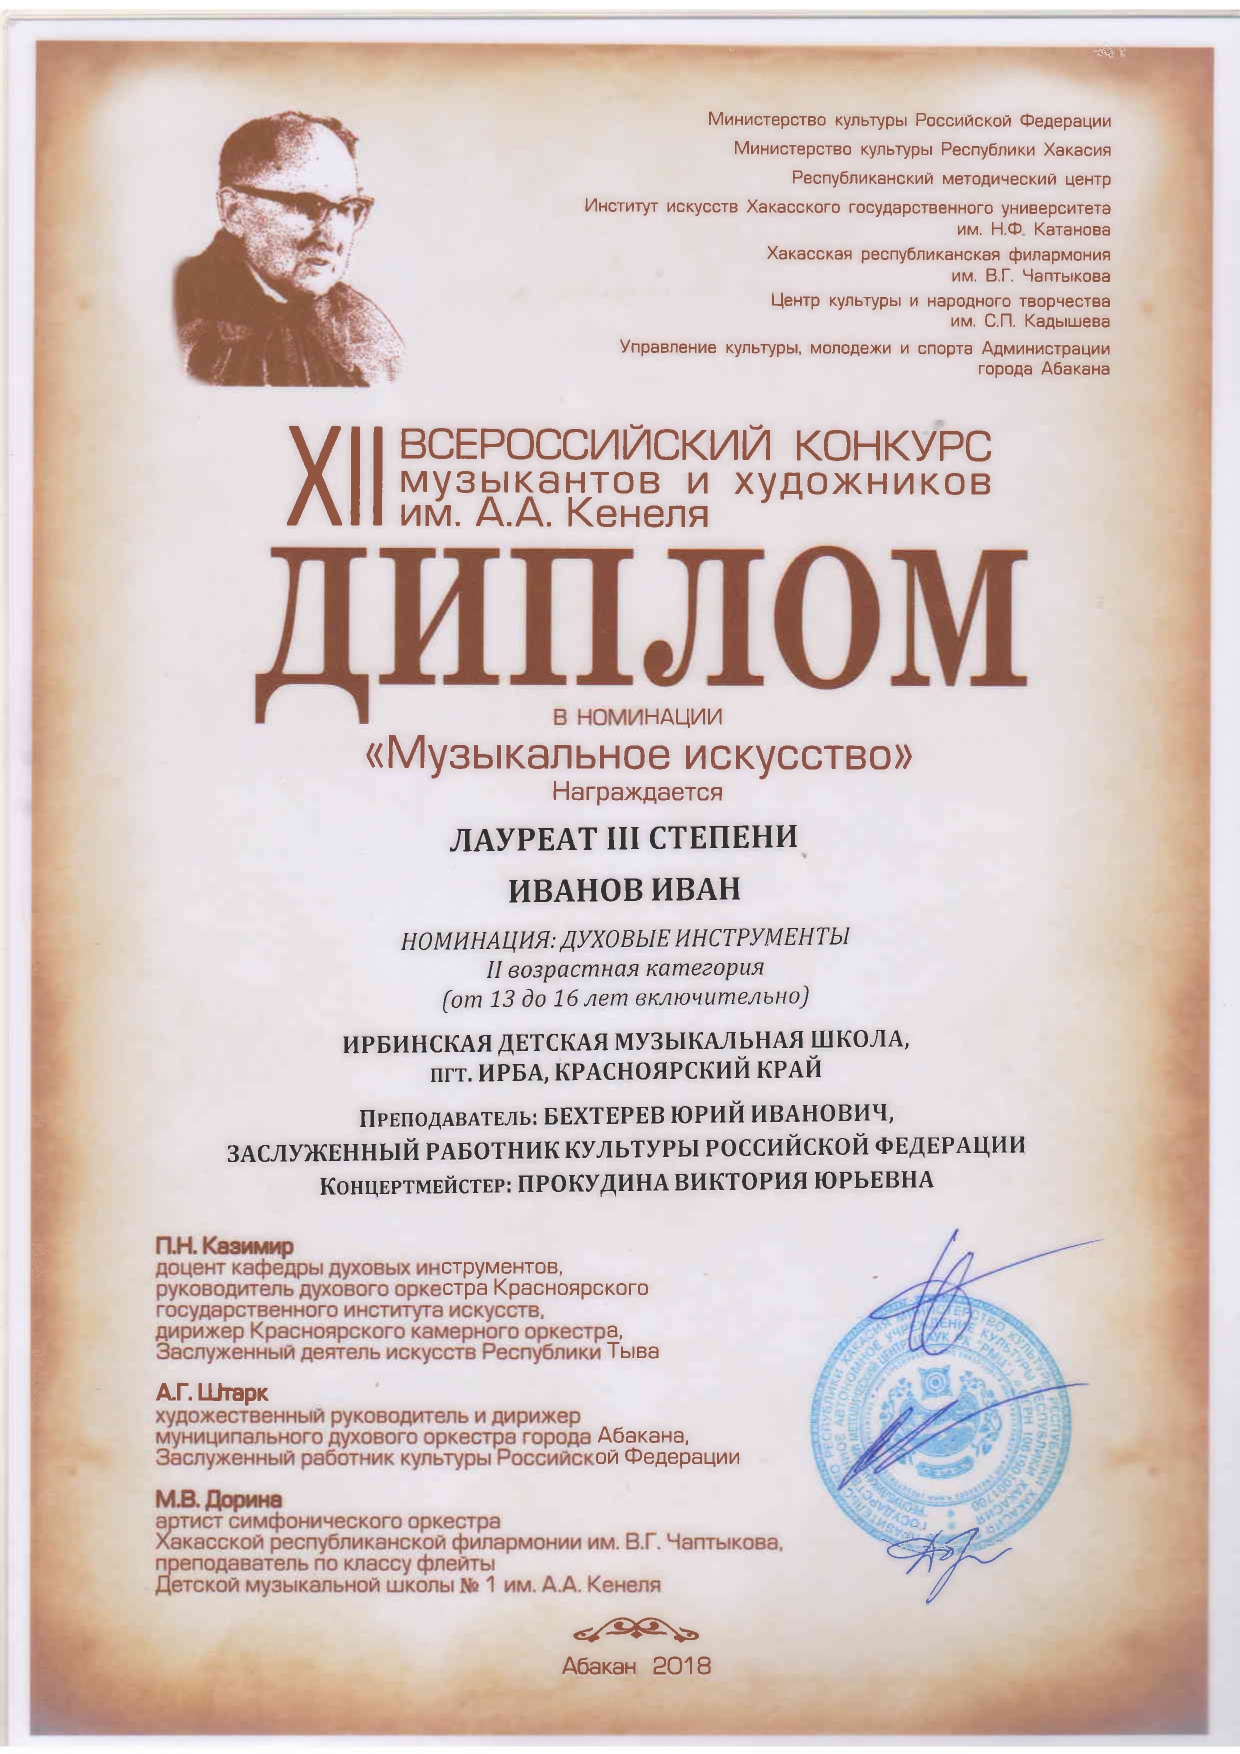 Министерство культуры Российской Федерации
Министерство культуры Республики Хакасия
Республиканский методический центр
Институт искусств Хакасского государственного университета
им. Н.Ф. Катанова
Хакасская республиканская филармония
им. В.Г. Чаптыкова
Центр культуры и народного творчества
им. С.П. Кадышева
Управление культуры, молодежи и спорта Администрации
города Абакана
XII ВСЕРОССИЙСКИЙ КОНКУРС
музыкантов и художников
им. А.А. Кенеля
ДИПЛОМ
в номинации
«Музыкальное искусство»
Награждается
ЛАУРЕАТ III СТЕПЕНИ
ИВАНОВ ИВАН
НОМИНАЦИЯ: ДУХОВЫЕ ИНСТРУМЕНТЫ
II возрастная категория
(от 13 до 16 лет включительно)
ИРБИНСКАЯ ДЕТСКАЯ МУЗЫКАЛЬНАЯ ШКОЛА,
ПГТ. ИРБА, КРАСНОЯРСКИЙ КРАЙ
ПРЕПОДАВАТЕЛЬ: БЕХТЕРЕВ ЮРИЙ ИВАНОВИЧ,
ЗАСЛУЖЕННЫЙ РАБОТНИК КУЛЬТУРЫ РОССИЙСКОЙ ФЕДЕРАЦИИ
КОНЦЕРТМЕЙСТЕР: ПРОКУДИНА ВИКТОРИЯ ЮРЬЕВНА
П.Н. Казимир
доцент кафедры духовых инструментов,
руководитель духового оркестра Красноярского
государственного института искусств,
дирижер Красноярского камерного оркестра,
Заслуженный деятель искусств Республики Тыва
А.Г. Штарк
художественный руководитель и дирижер
муниципального духового оркестра города Абакана,
Заслуженный работник культуры Российской Федерации
М.В. Дорина
артист симфонического оркестра
Хакасской республиканской филармонии им. В.Г. Чаптыкова,
преподаватель по классу флейты
Детской музыкальной школы № 1 им. А.А. Кенеля
Абакан 2018